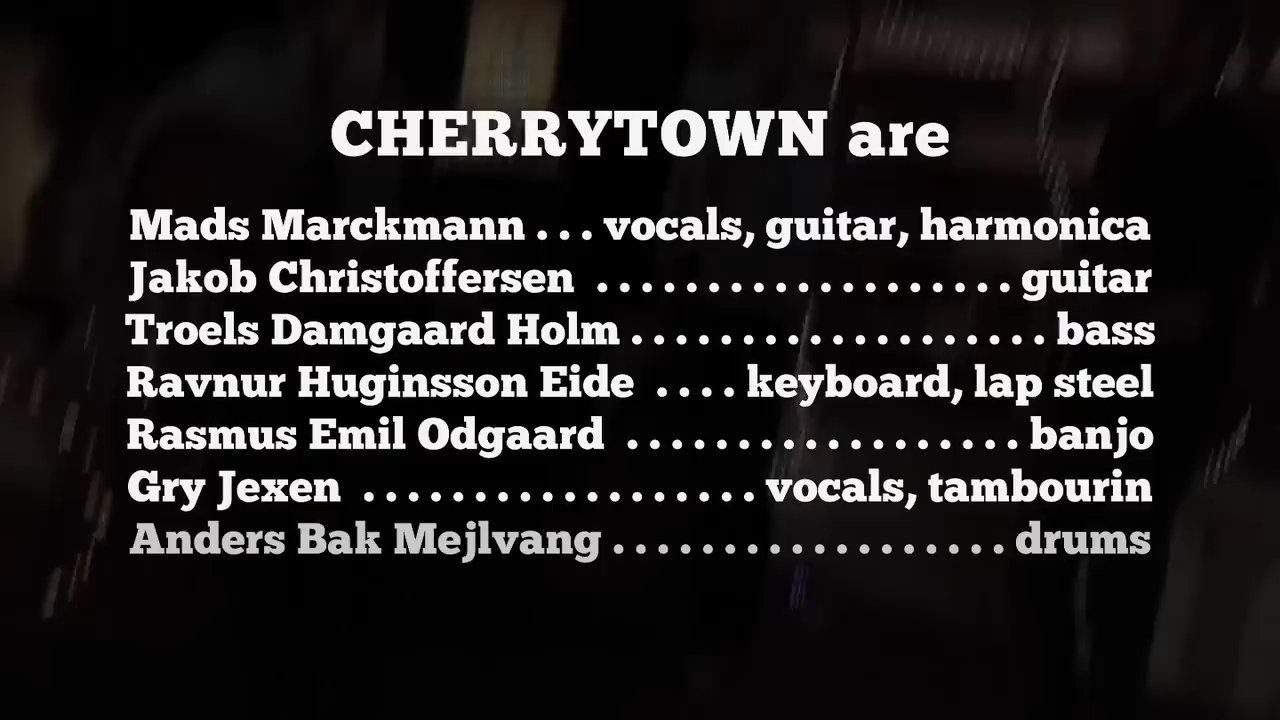 CHERRYTOWN are
Mads Marckmann . . . vocals, guitar, harmonica
Jakob Christoffersen . . . . . . . . . . . . . . . . . . . guitar
Troels Damgaard Holm . . . . . . . . . . . . . . . . . . . bass
Ravnur Huginsson Eide . . . . keyboard, lap steel
Rasmus Emil Odgaard . . . . . . . . . . . . . . . . . . banjo
Gry Jexen . . . . . . . . . . . . . . . . . . vocals, tambourin
Anders Bak Mejlvang . . . . . . . . . . . . . . . . . . drums